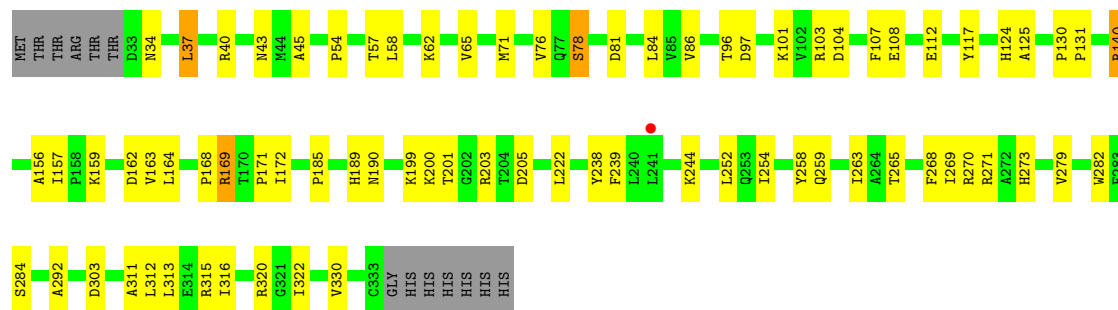 MET THR THR ARG THR THR D33 N34 L37 R40 N43 M44 A45 P54 T57 L58 K62 V65 M71 V76 Q77 S78 D81 L84 V85 V86 T96 D97 K101 V102 R103 D104 F107 E108 E112 Y117 H124 A125 P130 P131
A156 I157 P158 K159 D162 V163 L164 P168 R169 T170 P171 I172 P185 H189 N190 K199 K200 T201 G202 R203 T204 D205 L222 Y238 F239 L240 L241 K244 L252 Q253 I254 Y258 Q259 I263 A264 T265 F268 I269 R270 R271 A272 H273 V279 W282
S284 A292 D303 A311 L312 L313 E314 R315 I316 R320 G321 I322 V330 C333 GLY HIS HIS HIS HIS HIS HIS